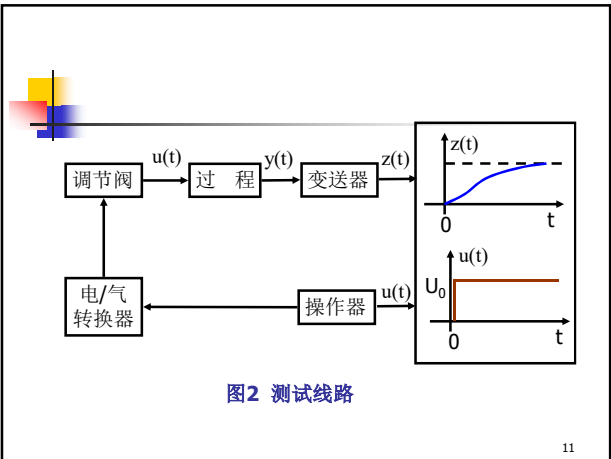 u(t)
y(t)
z(t)
调节阀
过 程
变送器
z(t)
0
t
电/气
转换器
操作器
u(t)
u(t)
U0
0
t
图2 测试线路
11